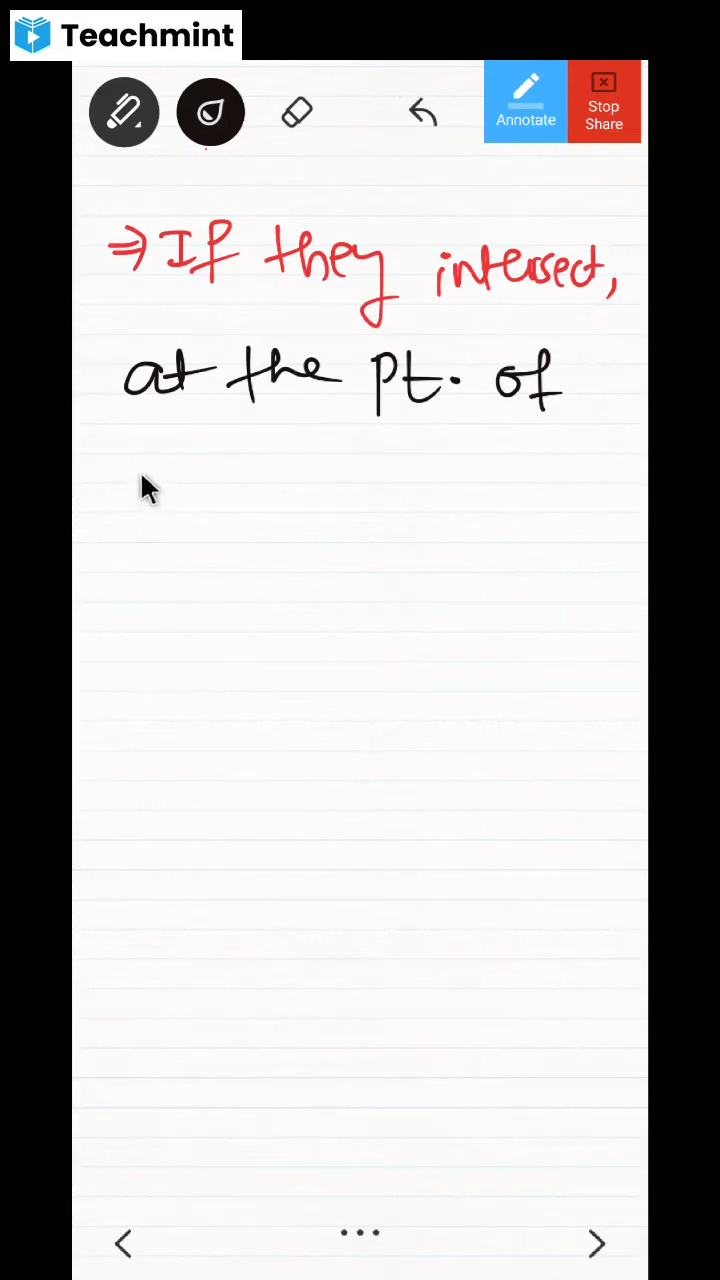 Teachmint
Annotate
Stop
Share
⇒ If they intersect,
at the pt. of